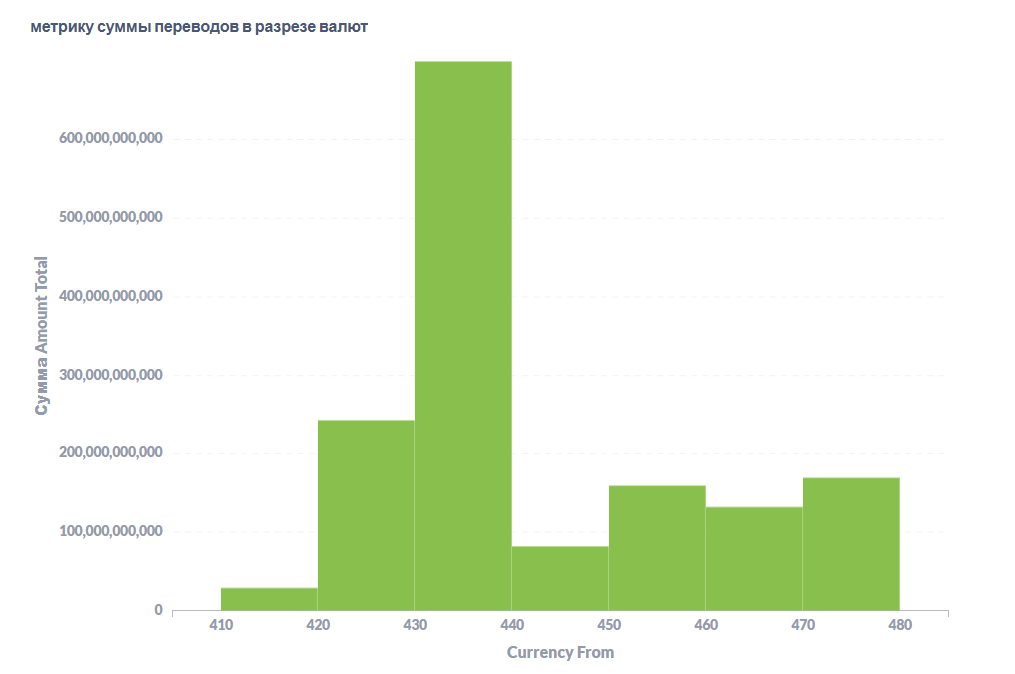 метрику суммы переводов в разрезе валют
600,000,000,000
500,000,000,000
400,000,000,000
300,000,000,000
200,000,000,000
100,000,000,000
0
Сумма Amount Total
410 420 430 440 450 460 470 480
Currency From